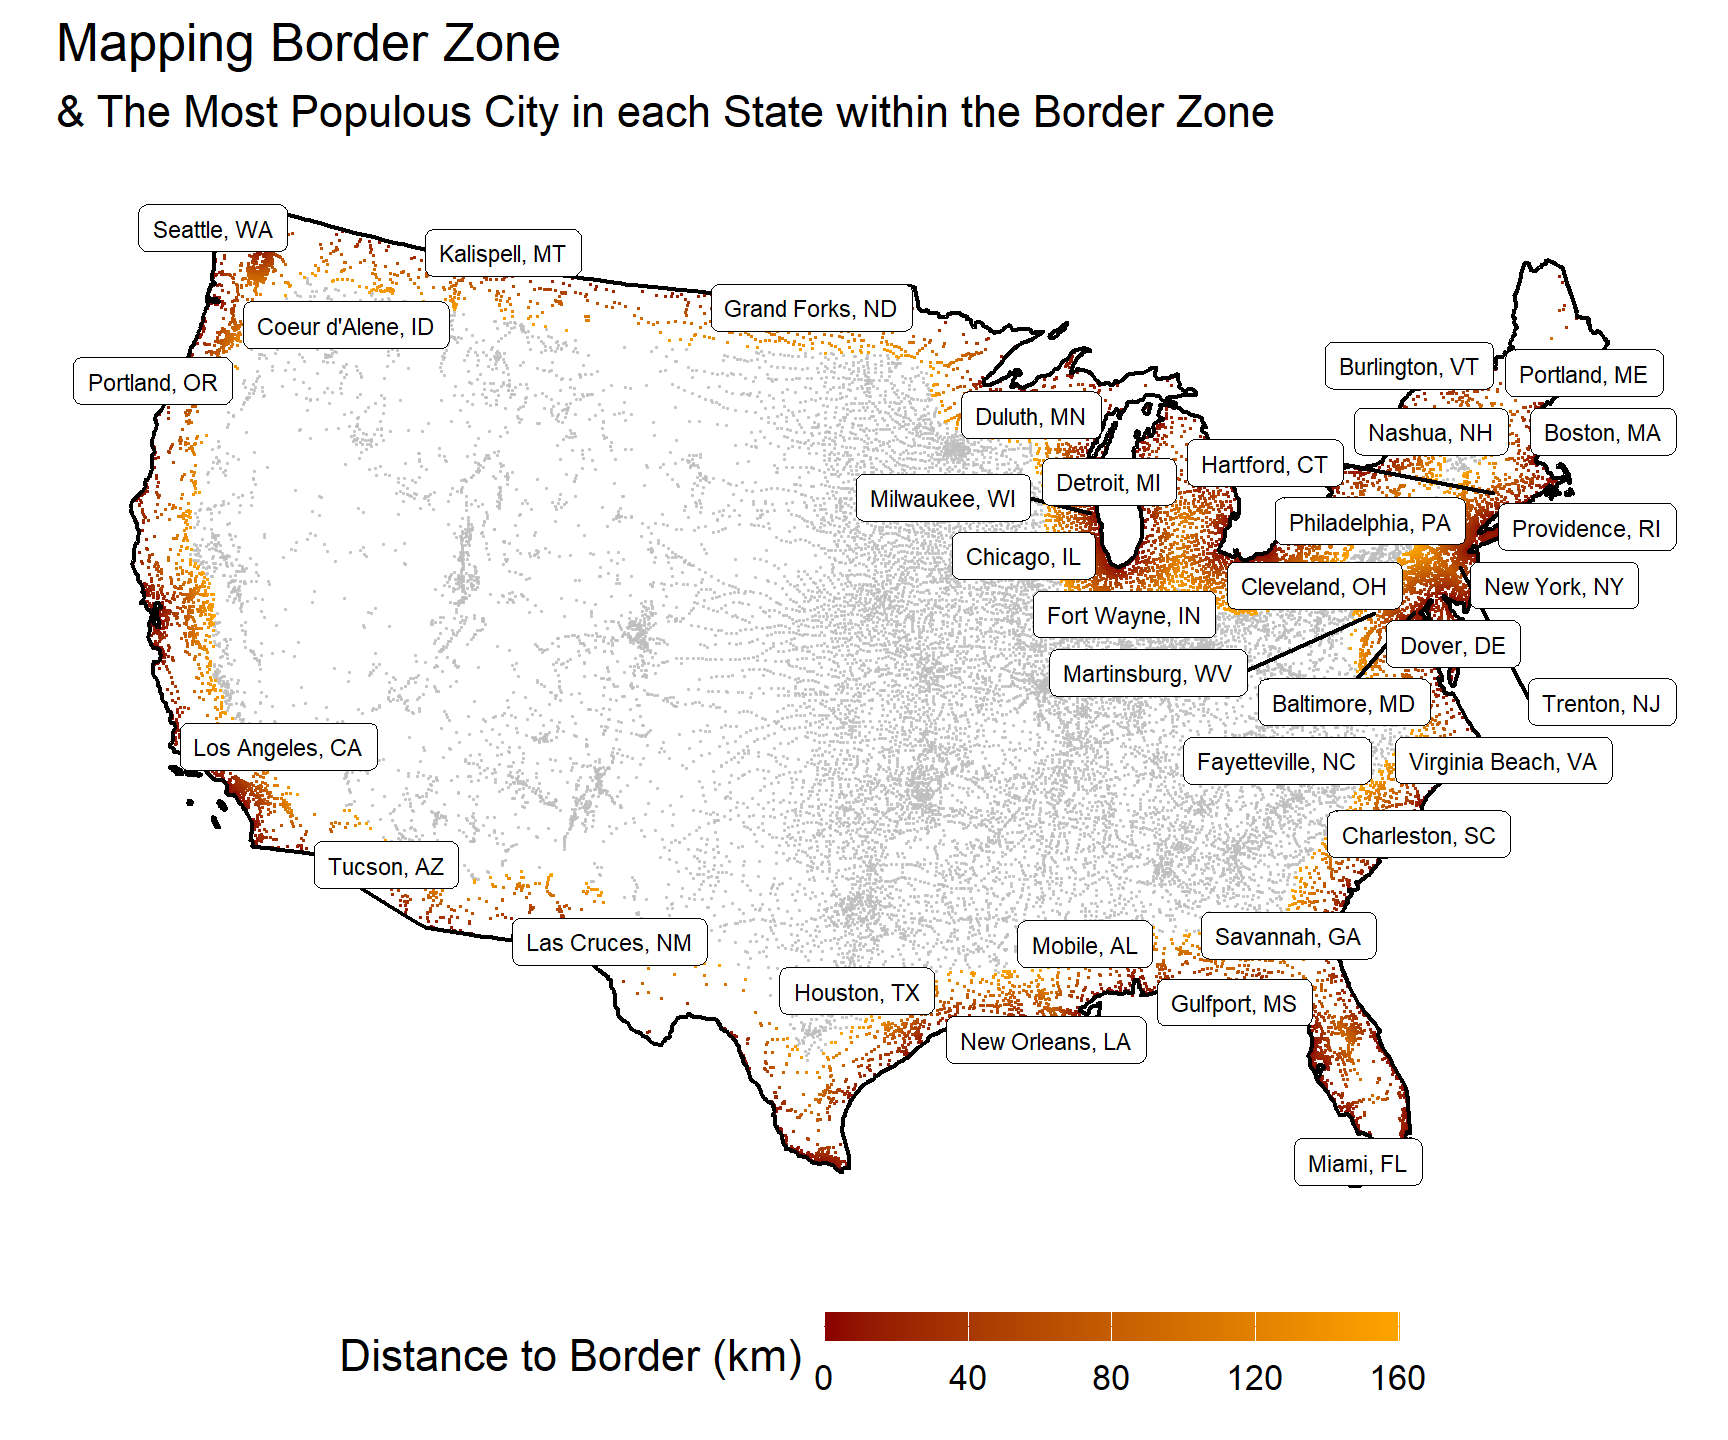 Mapping Border Zone
& The Most Populous City in each State within the Border Zone
Seattle, WA
Kalispell, MT
Grand Forks, ND
Coeur d'Alene, ID
Portland, OR
Burlington, VT
Portland, ME
Duluth, MN
Nashua, NH
Boston, MA
Hartford, CT
Detroit, MI
Milwaukee, WI
Philadelphia, PA
Providence, RI
Chicago, IL
Cleveland, OH
New York, NY
Fort Wayne, IN
Dover, DE
Martinsburg, WV
Baltimore, MD
Trenton, NJ
Los Angeles, CA
Fayetteville, NC
Virginia Beach, VA
Charleston, SC
Tucson, AZ
Las Cruces, NM
Mobile, AL
Savannah, GA
Houston, TX
Gulfport, MS
New Orleans, LA
Miami, FL
Distance to Border (km)
0 40 80 120 160